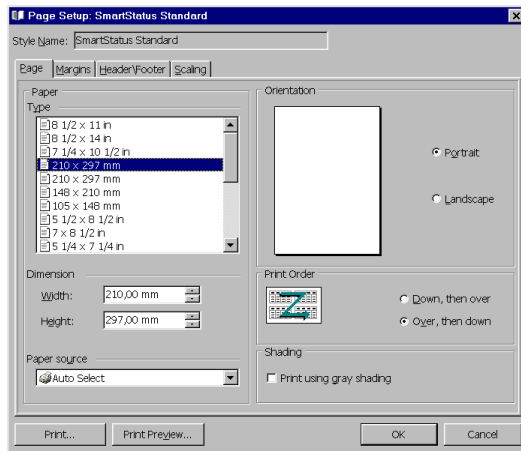 Page Setup: SmartStatus Standard
Style Name: SmartStatus Standard
Page Margins Header\Footer Scaling
Paper
Type
8 1/2 x 11 in
8 1/2 x 14 in
7 1/4 x 10 1/2 in
210 x 297 mm
210 x 297 mm
148 x 210 mm
105 x 148 mm
5 1/2 x 8 1/2 in
7 x 8 1/2 in
5 1/4 x 7 1/4 in
Dimension
Width: 210,00 mm
Height: 297,00 mm
Paper source
Auto Select
Orientation
Portrait
Landscape
Print Order
Down, then over
Over, then down
Shading
Print using gray shading
Print... Print Preview... OK Cancel